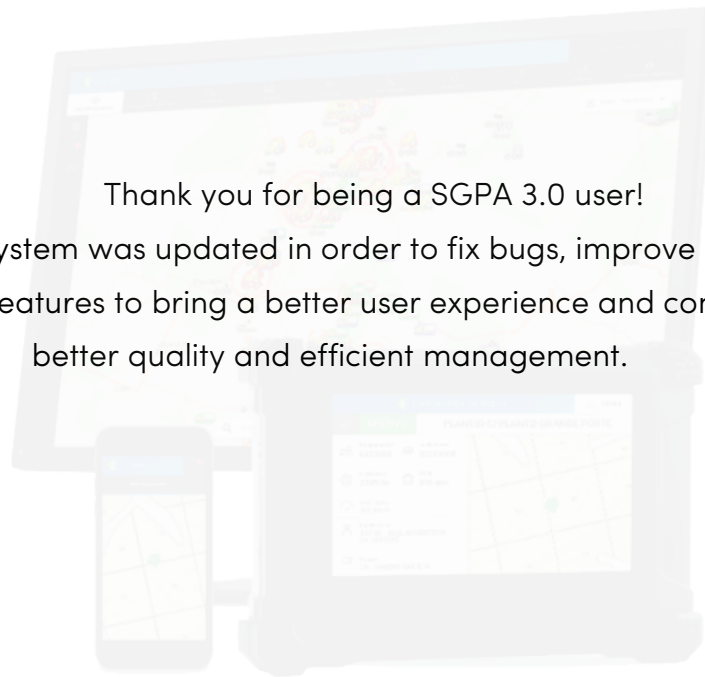 Thank you for being a SGPA 3.0 user!
ystem was updated in order to fix bugs, improve
eatures to bring a better user experience and cor
better quality and efficient management.